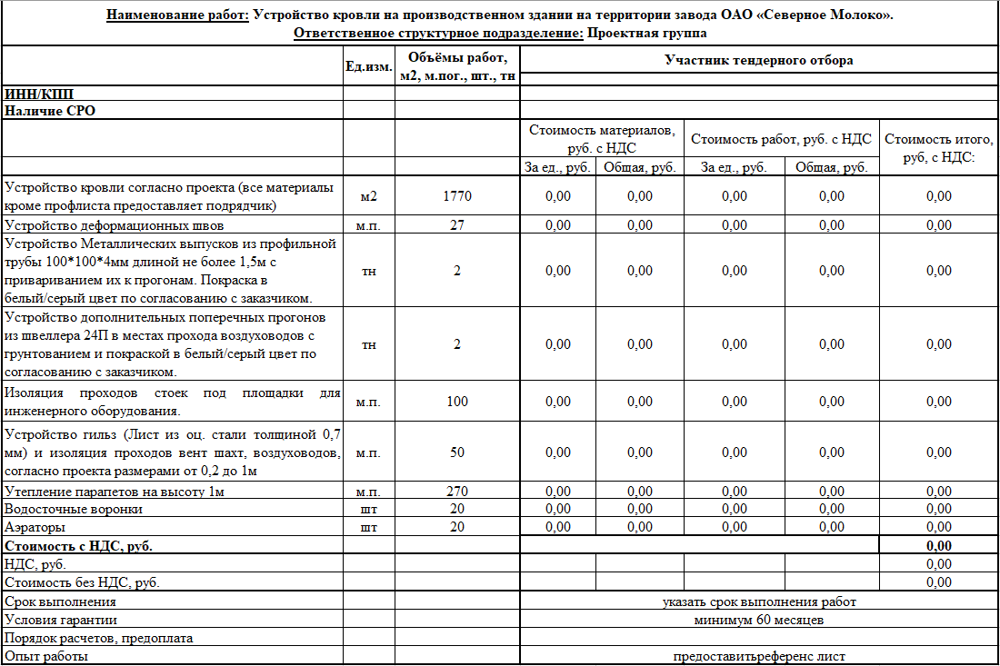 Наименование работ: Устройство кровли на производственном здании на территории завода ОАО «Северное Молоко».
Ответственное структурное подразделение: Проектная группа
Ед.изм.
Объёмы работ,
м2, м.пог., шт., тн
Участник тендерного отбора
ИНН/КПП
Наличие СРО
Стоимость материалов,
руб. с НДС
Стоимость работ, руб. с НДС
Стоимость итого,
руб, с НДС:
За ед., руб. Общая, руб. За ед., руб. Общая, руб.
Устройство кровли согласно проекта (все материалы
кроме профлиста предоставляет подрядчик)
м2 1770 0,00 0,00 0,00 0,00 0,00
Устройство деформационных швов м.п. 27 0,00 0,00 0,00 0,00 0,00
Устройство Металлических выпусков из профильной
трубы 100*100*4мм длиной не более 1,5м с
привариванием их к прогонам. Покраска в
белый/серый цвет по согласованию с заказчиком.
тн 2 0,00 0,00 0,00 0,00 0,00
Устройство дополнительных поперечных прогонов
из швеллера 24П в местах прохода воздуховодов с
грунтованием и покраской в белый/серый цвет по
согласованию с заказчиком.
тн 2 0,00 0,00 0,00 0,00 0,00
Изоляция проходов стоек под площадки для
инженерного оборудования.
м.п. 100 0,00 0,00 0,00 0,00 0,00
Устройство гильз (Лист из оц. стали толщиной 0,7
мм) и изоляция проходов вент шахт, воздуховодов,
согласно проекта размерами от 0,2 до 1м
м.п. 50 0,00 0,00 0,00 0,00 0,00
Утепление парапетов на высоту 1м м.п. 270 0,00 0,00 0,00 0,00 0,00
Водосточные воронки шт 20 0,00 0,00 0,00 0,00 0,00
Аэраторы шт 20 0,00 0,00 0,00 0,00 0,00
Стоимость с НДС, руб. 0,00
НДС, руб. 0,00
Стоимость без НДС, руб. 0,00
Срок выполнения указать срок выполнения работ
Условия гарантии минимум 60 месяцев
Порядок расчетов, предоплата
Опыт работы предоставитьреференс лист